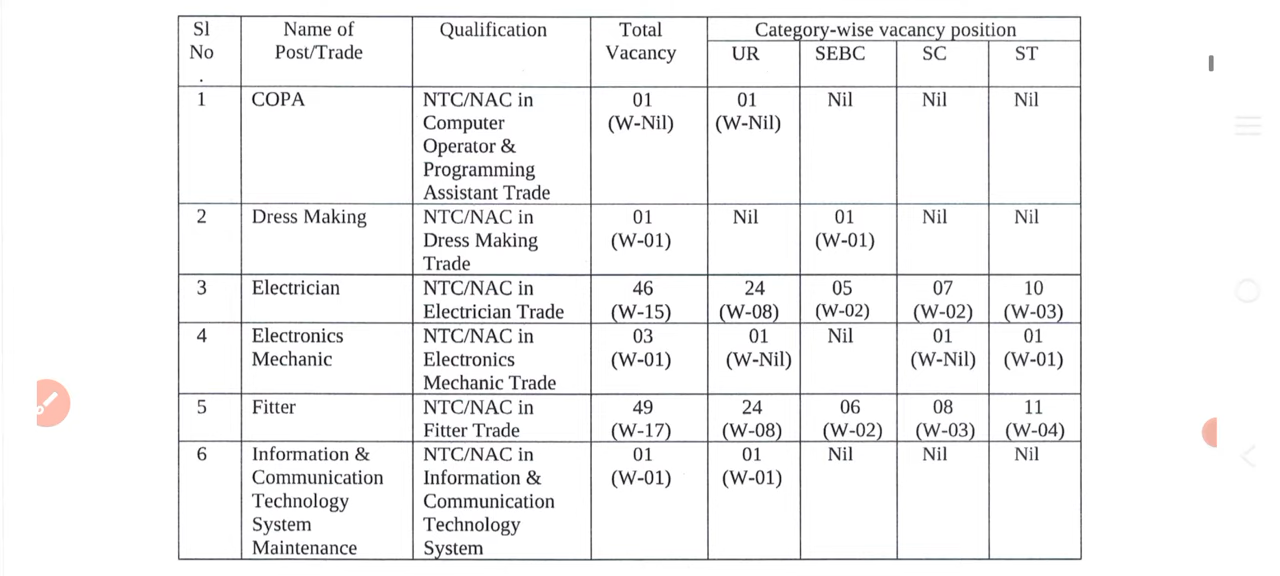 Sl No . Name of Post/Trade Qualification Total Vacancy Category-wise vacancy position
UR SEBC SC ST
1 COPA NTC/NAC in 01 01 Nil Nil Nil
Computer (W-Nil) (W-Nil)
Operator &
Programming
Assistant Trade
2 Dress Making NTC/NAC in 01 Nil 01 Nil Nil
Dress Making (W-01) (W-01)
Trade
3 Electrician NTC/NAC in 46 24 05 07 10
Electrician Trade (W-15) (W-08) (W-02) (W-02) (W-03)
4 Electronics NTC/NAC in 03 01 Nil 01 01
Mechanic Electronics (W-01) (W-Nil) (W-Nil) (W-01)
Mechanic Trade
5 Fitter NTC/NAC in 49 24 06 08 11
Fitter Trade (W-17) (W-08) (W-02) (W-03) (W-04)
6 Information & NTC/NAC in 01 01 Nil Nil Nil
Communication Information & (W-01) (W-01)
Technology Communication
System Technology
Maintenance System